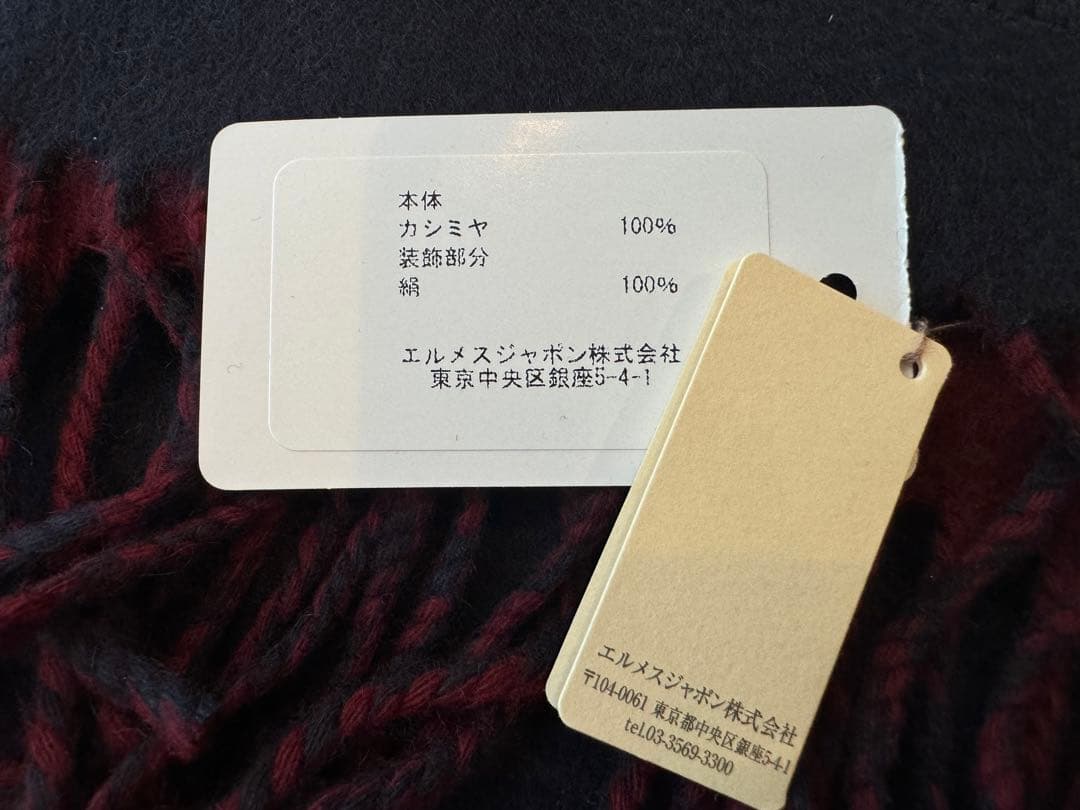 本体
カシミヤ 100%
装飾部分
絹 100%
エルメスジャポン株式会社
東京中央区銀座5-4-1
エルメスジャポン株式会社
〒104-0061 東京都中央区銀座5-4-1
tel.03-3569-3300